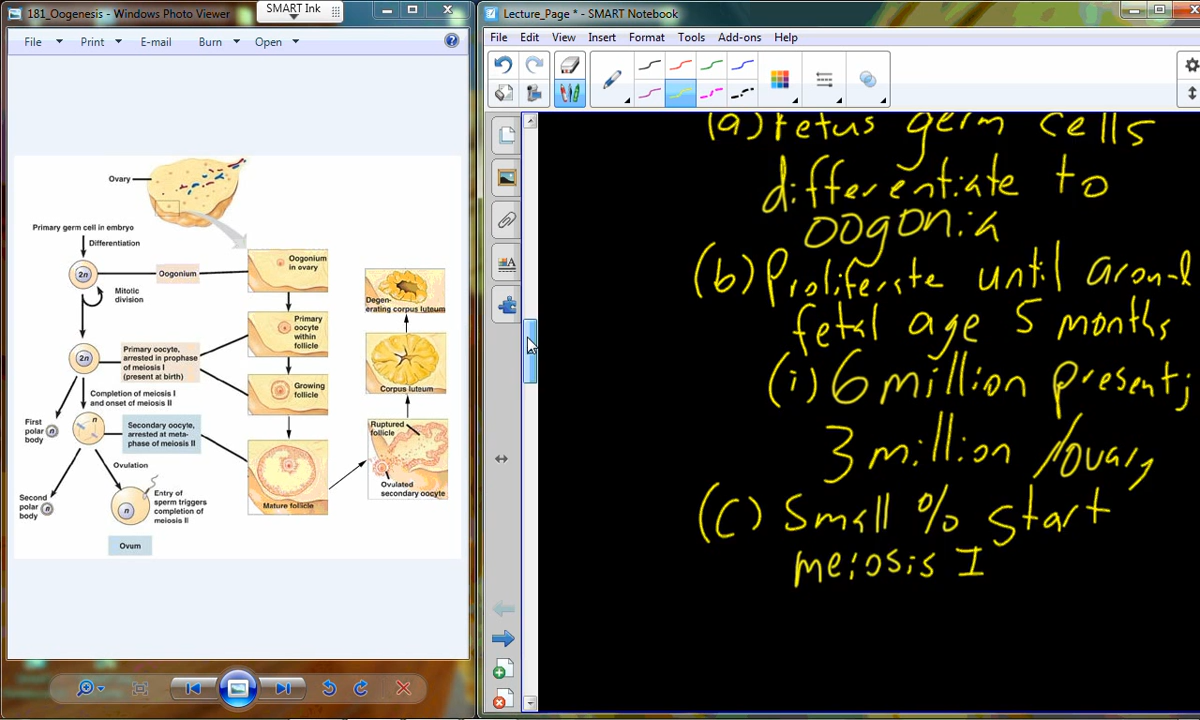 181_Oogenesis - Windows Photo Viewer
SMART Ink
File Print E-mail Burn Open
Ovary
Primary germ cell in embryo
Differentiation
2n
Oogonium
Mitotic
division
2n
Primary oocyte,
arrested in prophase
of meiosis I
(present at birth)
Completion of meiosis I
and onset of meiosis II
First
polar
body
n
n
Secondary oocyte,
arrested at meta-
phase of meiosis II
Ovulation
Second
polar
body
n
n
Entry of
sperm triggers
completion of
meiosis II
Ovum
Oogonium
in ovary
Primary
oocyte
within
follicle
Growing
follicle
Mature follicle
Degen-
erating corpus luteum
Corpus luteum
Ruptured
follicle
Ovulated
secondary oocyte
Lecture_Page * - SMART Notebook
File Edit View Insert Format Tools Add-ons Help
(a) Fetus germ cells
differentiate to
oogonia
(b) Proliferate until around
fetal age 5 months
(i) 6 million present;
3 million /ovary
(C) Small % start
meiosis I